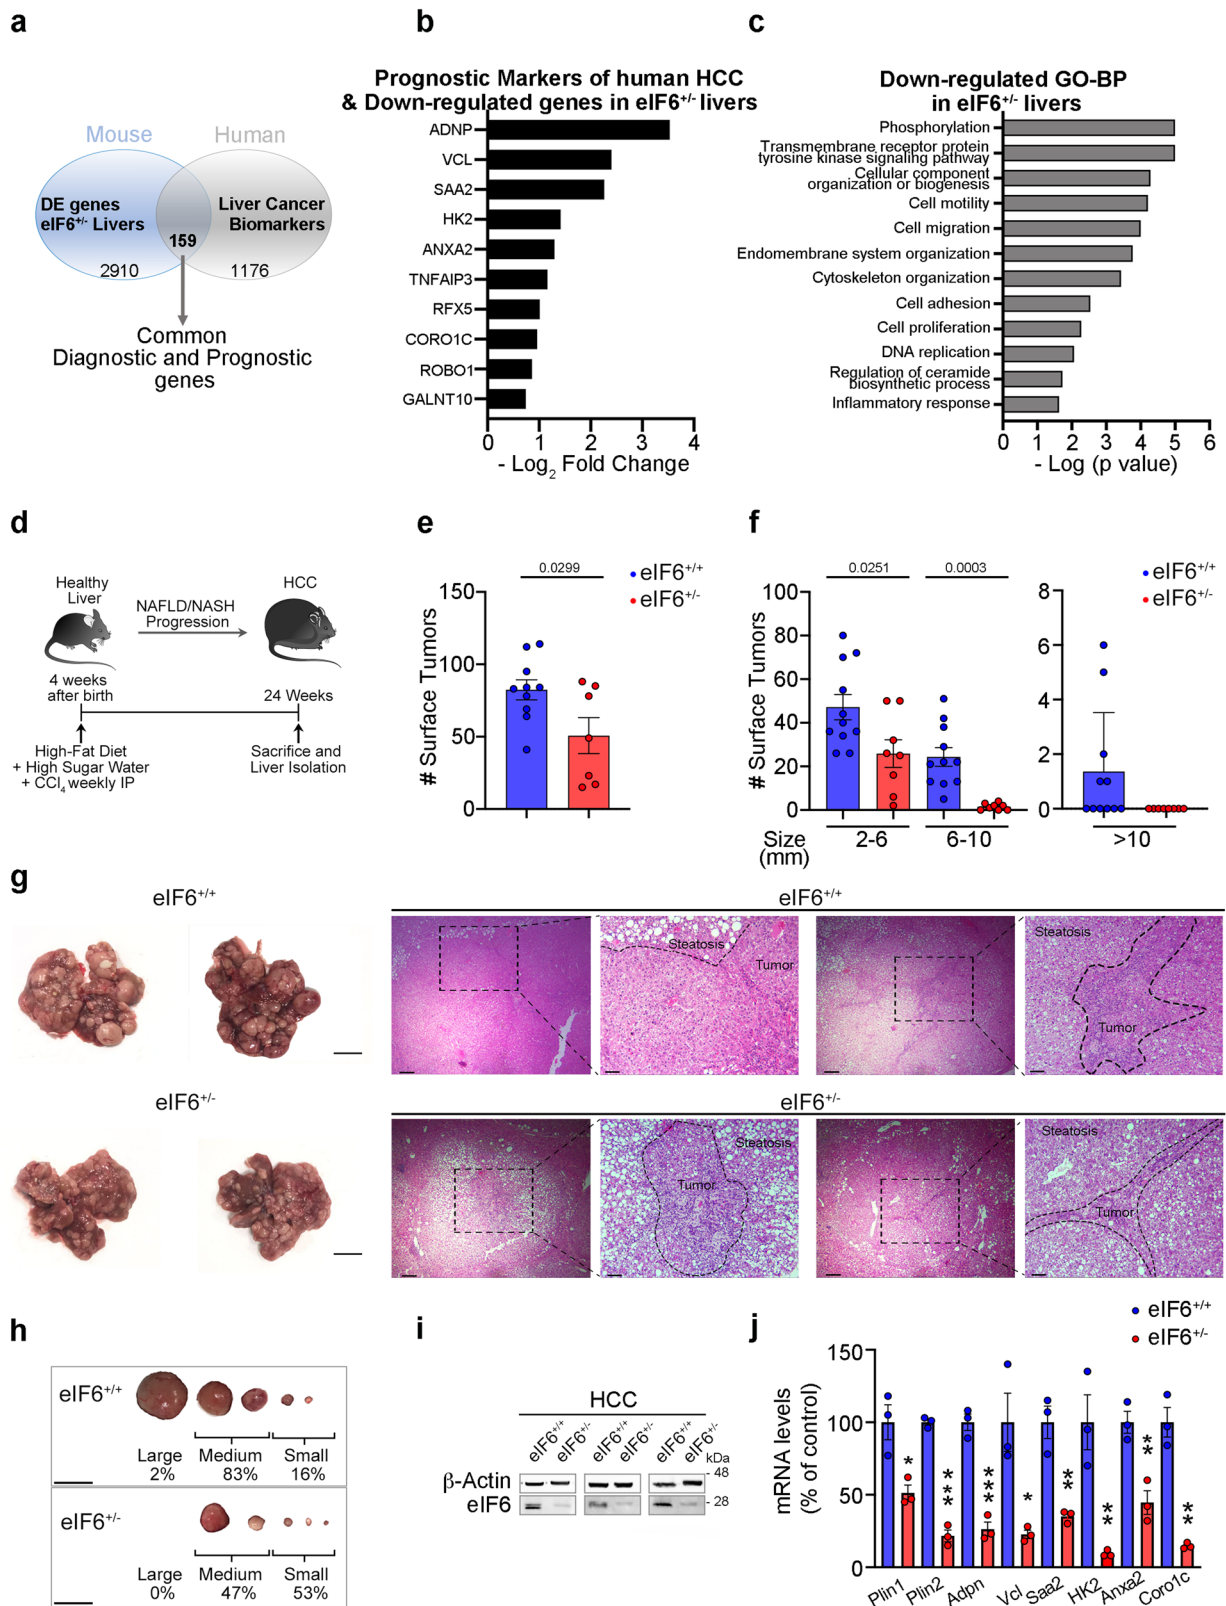 a
Mouse
Human
DE genes
eIF6+/- Livers
Liver Cancer
Biomarkers
159
2910
1176
Common
Diagnostic and Prognostic
genes
b
Prognostic Markers of human HCC
& Down-regulated genes in eIF6+/- livers
ADNP
VCL
SAA2
HK2
ANXA2
TNFAIP3
RFX5
CORO1C
ROBO1
GALNT10
0 1 2 3 4
- Log2 Fold Change
c
Down-regulated GO-BP
in eIF6+/- livers
Phosphorylation
Transmembrane receptor protein
tyrosine kinase signaling pathway
Cellular component
organization or biogenesis
Cell motility
Cell migration
Endomembrane system organization
Cytoskeleton organization
Cell adhesion
Cell proliferation
DNA replication
Regulation of ceramide
biosynthetic process
Inflammatory response
0 1 2 3 4 5 6
- Log (p value)
d
Healthy
Liver
NAFLD/NASH
Progression
HCC
4 weeks
after birth
24 Weeks
High-Fat Diet
+ High Sugar Water
+ CCl4 weekly IP
Sacrifice and
Liver Isolation
e
0.0299
eIF6+/+
eIF6+/-
# Surface Tumors
150
100
50
0
f
0.0251
0.0003
# Surface Tumors
100
80
60
40
20
0
Size
(mm)
2-6
6-10
eIF6+/+
eIF6+/-
8
6
4
2
0
>10
g
eIF6+/+
eIF6+/-
eIF6+/+
Steatosis
Tumor
Steatosis
Tumor
eIF6+/-
Steatosis
Tumor
Steatosis
Tumor
h
eIF6+/+
Large
2%
Medium
83%
Small
16%
eIF6+/-
Large
0%
Medium
47%
Small
53%
i
HCC
eIF6+/+ eIF6+/- eIF6+/+ eIF6+/- eIF6+/+ eIF6+/-
kDa
β-Actin
- 48
eIF6
- 28
j
eIF6+/+
eIF6+/-
mRNA levels
(% of control)
150
100
50
0
* *** *** * ** ** ** **
Plin1 Plin2 Adpn Vcl Saa2 HK2 Anxa2 Coro1c